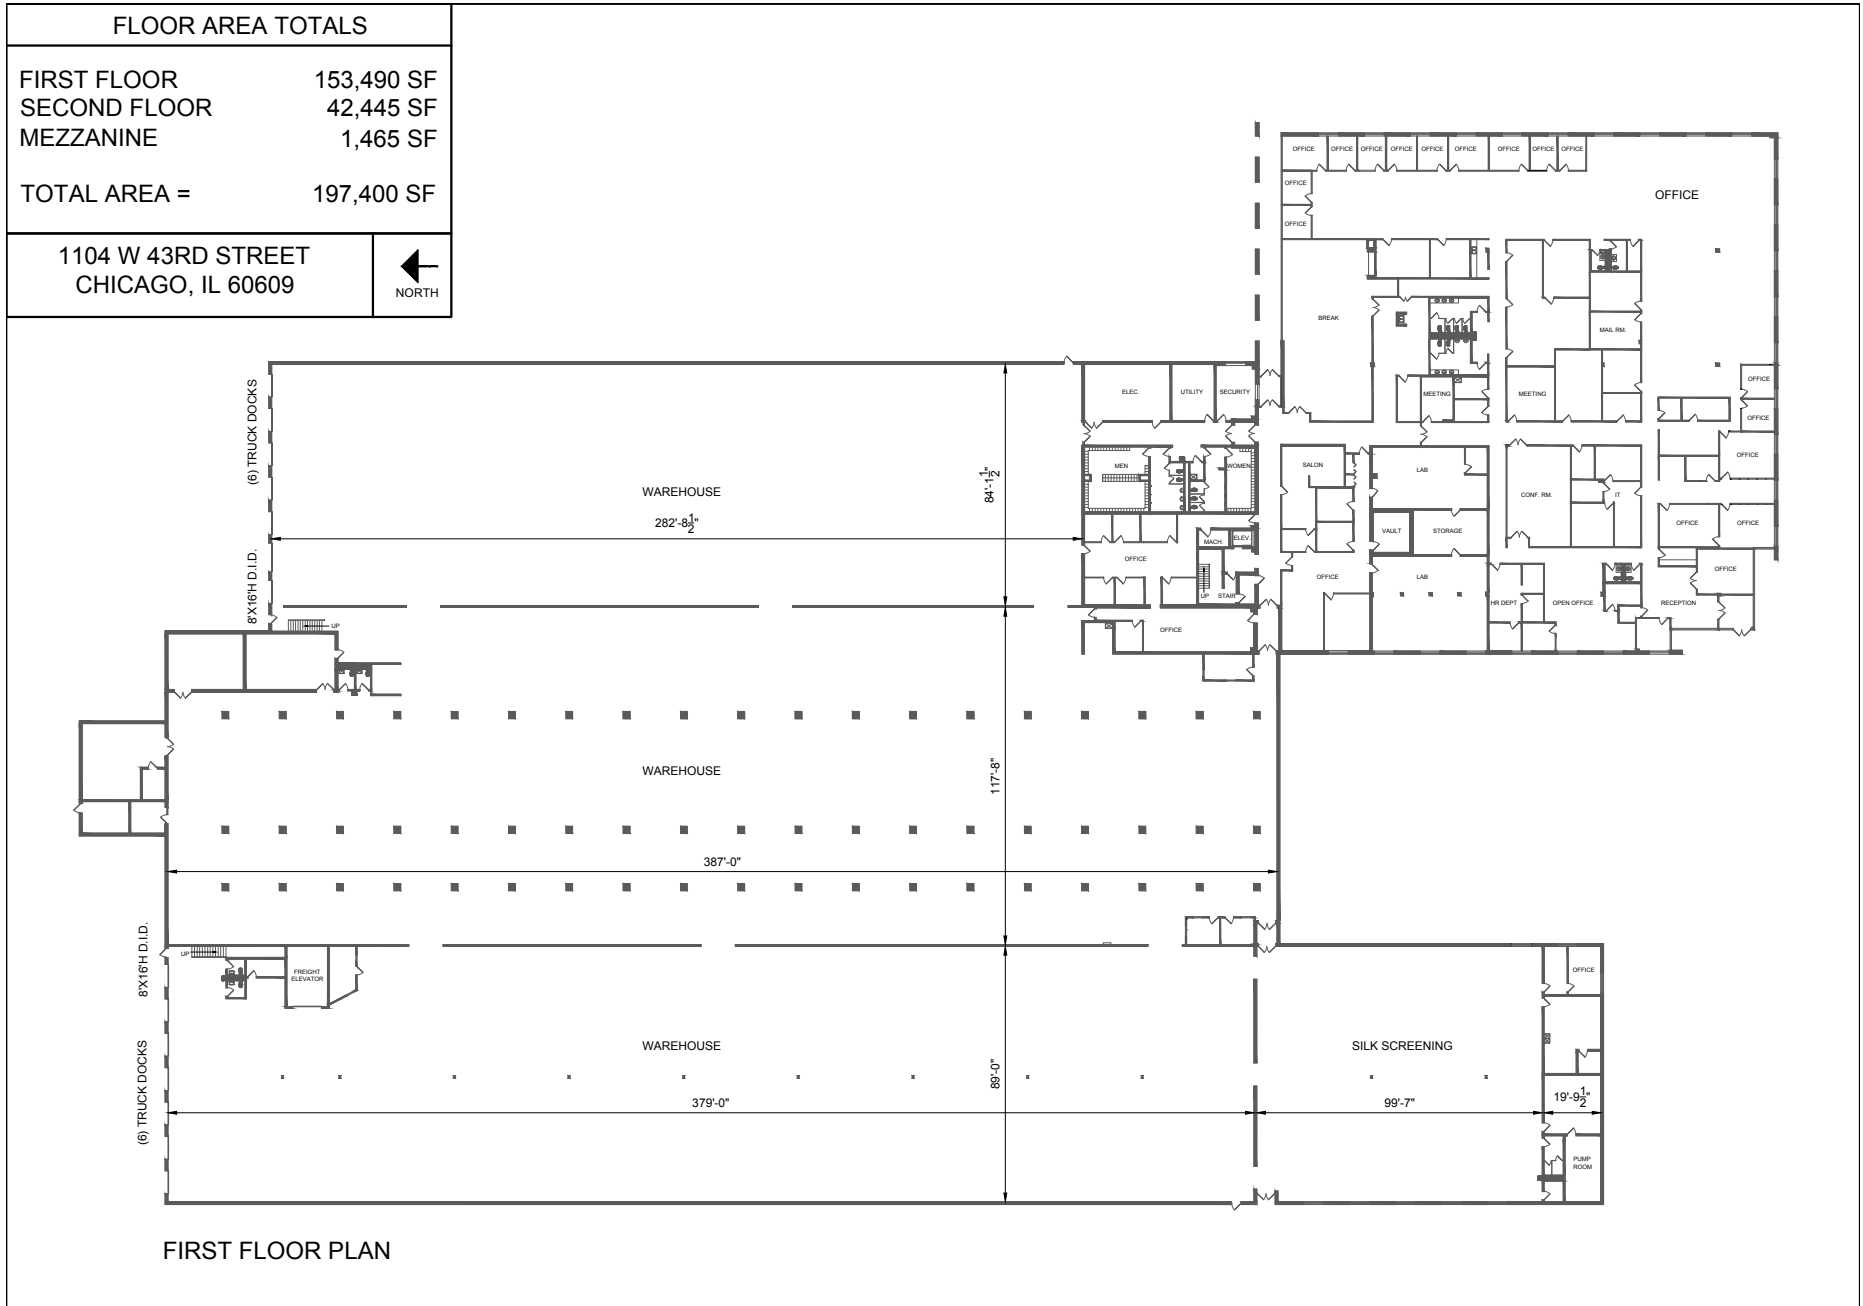 FLOOR AREA TOTALS
FIRST FLOOR 153,490 SF
SECOND FLOOR 42,445 SF
MEZZANINE 1,465 SF
TOTAL AREA = 197,400 SF
1104 W 43RD STREET
CHICAGO, IL 60609
NORTH
OFFICE OFFICE OFFICE OFFICE OFFICE OFFICE OFFICE OFFICE OFFICE
OFFICE
OFFICE
OFFICE
BREAK
MAIL RM.
MEETING
MEETING
OFFICE
OFFICE
OFFICE
(6) TRUCK DOCKS
8'X16'H D.I.D.
WAREHOUSE
282'-8 1/2"
84'-1 1/2"
ELEC.
UTILITY
SECURITY
MEN
WOMEN
MACH.
ELEV.
OFFICE
UP
STAIR
OFFICE
SALON
LAB
VAULT
STORAGE
CONF. RM.
IT
OFFICE
OFFICE
OFFICE
LAB
HR DEPT
OPEN OFFICE
RECEPTION
OFFICE
UP
WAREHOUSE
117'-8"
387'-0"
8'X16'H D.I.D.
(6) TRUCK DOCKS
UP
FREIGHT
ELEVATOR
WAREHOUSE
89'-0"
379'-0"
SILK SCREENING
99'-7"
OFFICE
19'-9 1/2"
PUMP
ROOM
FIRST FLOOR PLAN